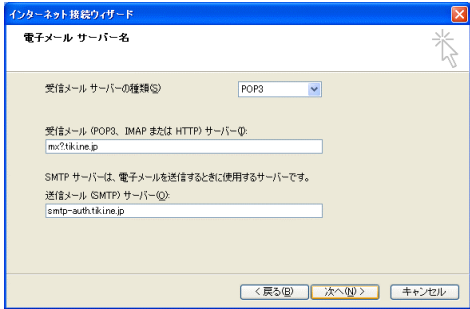 インターネット接続ウィザード
電子メール サーバー名
受信メール サーバーの種類(S)
POP3
受信メール (POP3、IMAP または HTTP) サーバー(I):
mx?.tiki.ne.jp
SMTP サーバーは、電子メールを送信するときに使用するサーバーです。
送信メール (SMTP) サーバー(O):
smtp-auth.tiki.ne.jp
< 戻る(B)
次へ(N) >
キャンセル